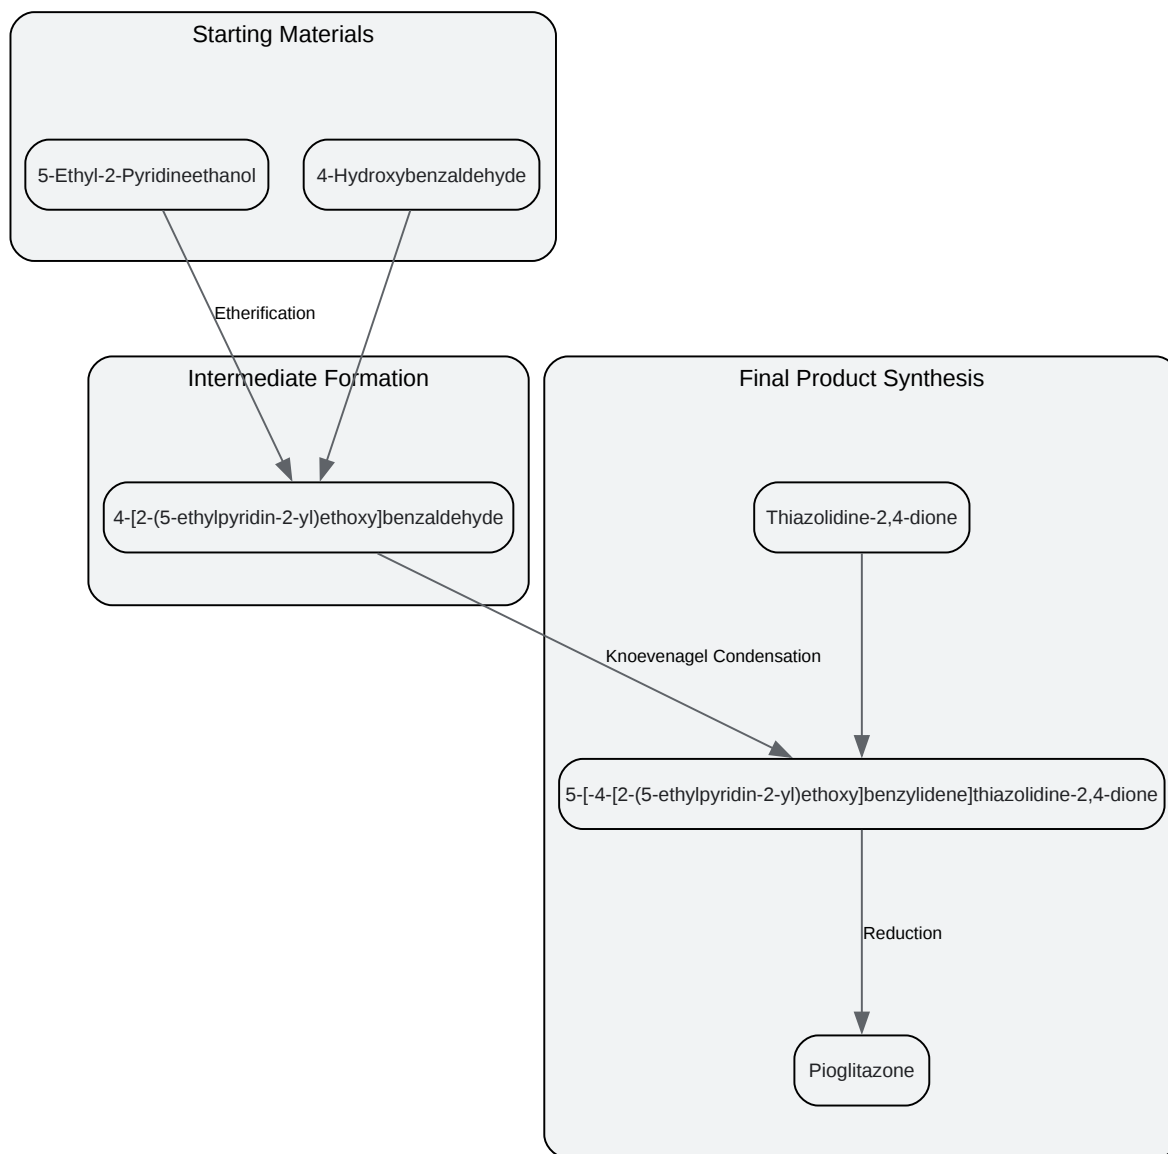 Starting Materials
5-Ethyl-2-Pyridineethanol
4-Hydroxybenzaldehyde
Etherification
Intermediate Formation
Final Product Synthesis
4-[2-(5-ethylpyridin-2-yl)ethoxy]benzaldehyde
Thiazolidine-2,4-dione
Knoevenagel Condensation
5-[-4-[2-(5-ethylpyridin-2-yl)ethoxy]benzylidene]thiazolidine-2,4-dione
Reduction
Pioglitazone